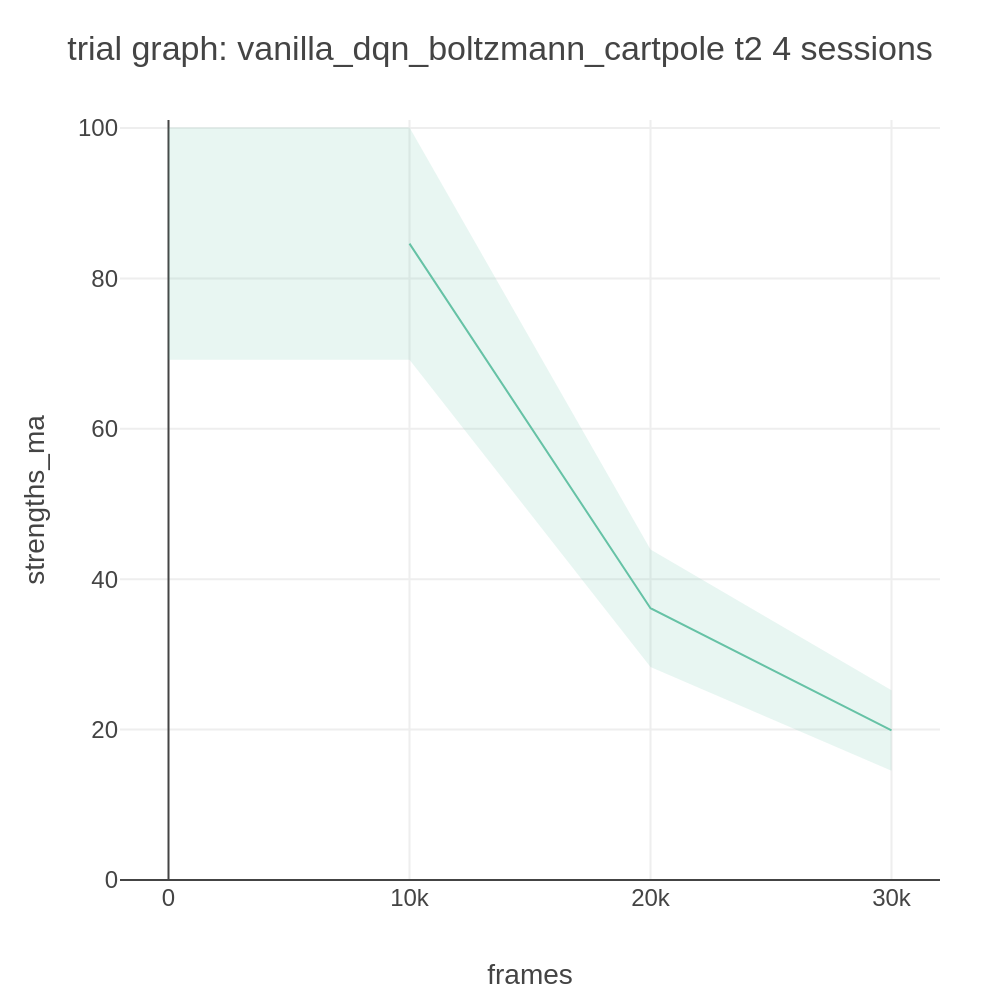 trial graph: vanilla_dqn_boltzmann_cartpole t2 4 sessions
100
80
60
40
20
0
strengths_ma
0 10k 20k 30k
frames